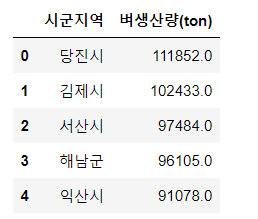 시군지역 벼생산량(ton)
0 당진시 111852.0
1 김제시 102433.0
2 서산시 97484.0
3 해남군 96105.0
4 익산시 91078.0